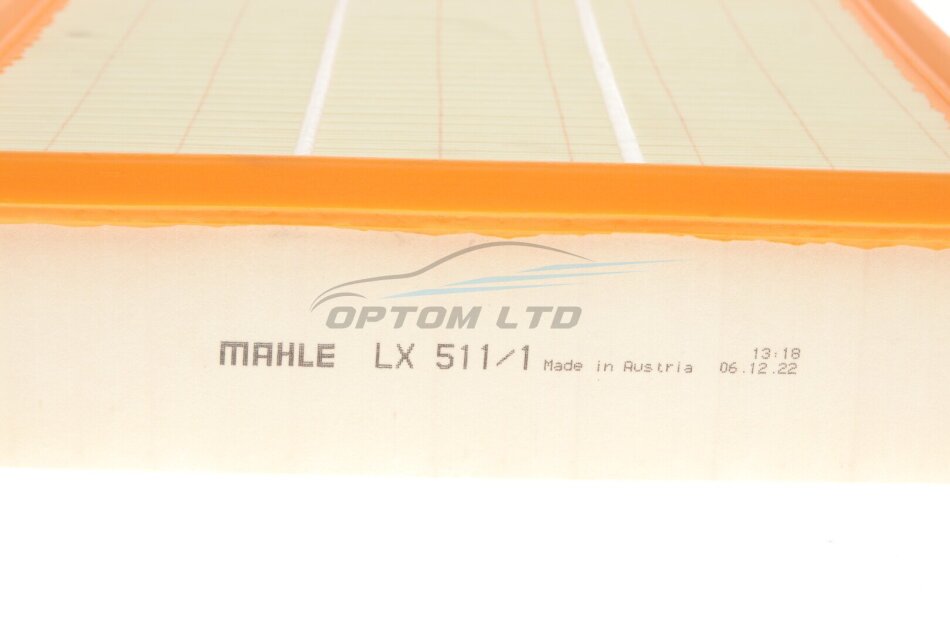 OPTOM LTD
MAHLE LX 511/1 Made in Austria 13:18
06.12.22